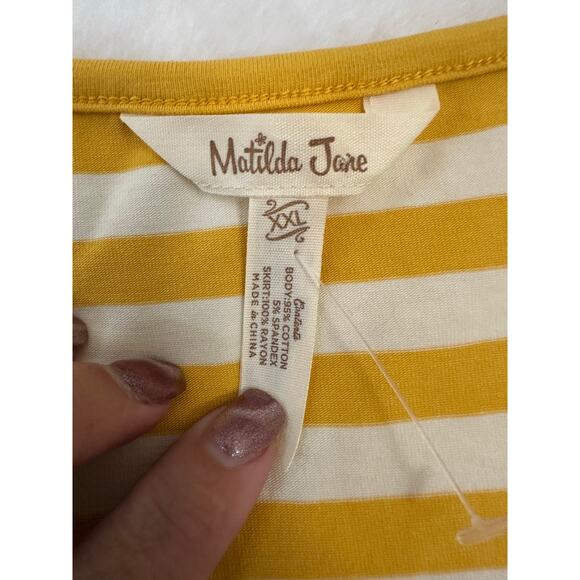 Matilda Jane
XXL
Contents
BODY:95% COTTON
5% SPANDEX
SKIRT:100% RAYON
MADE in CHINA